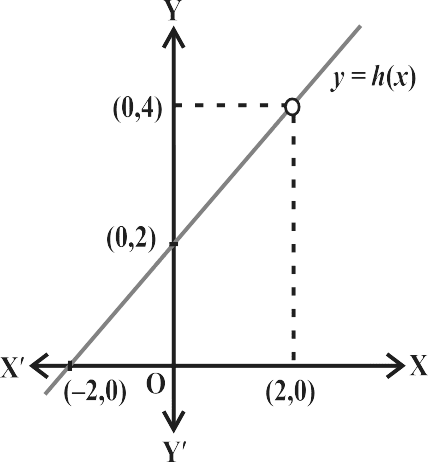 Y
y = h(x)
(0,4)
(0,2)
X′
(–2,0)
O
(2,0)
X
Y′